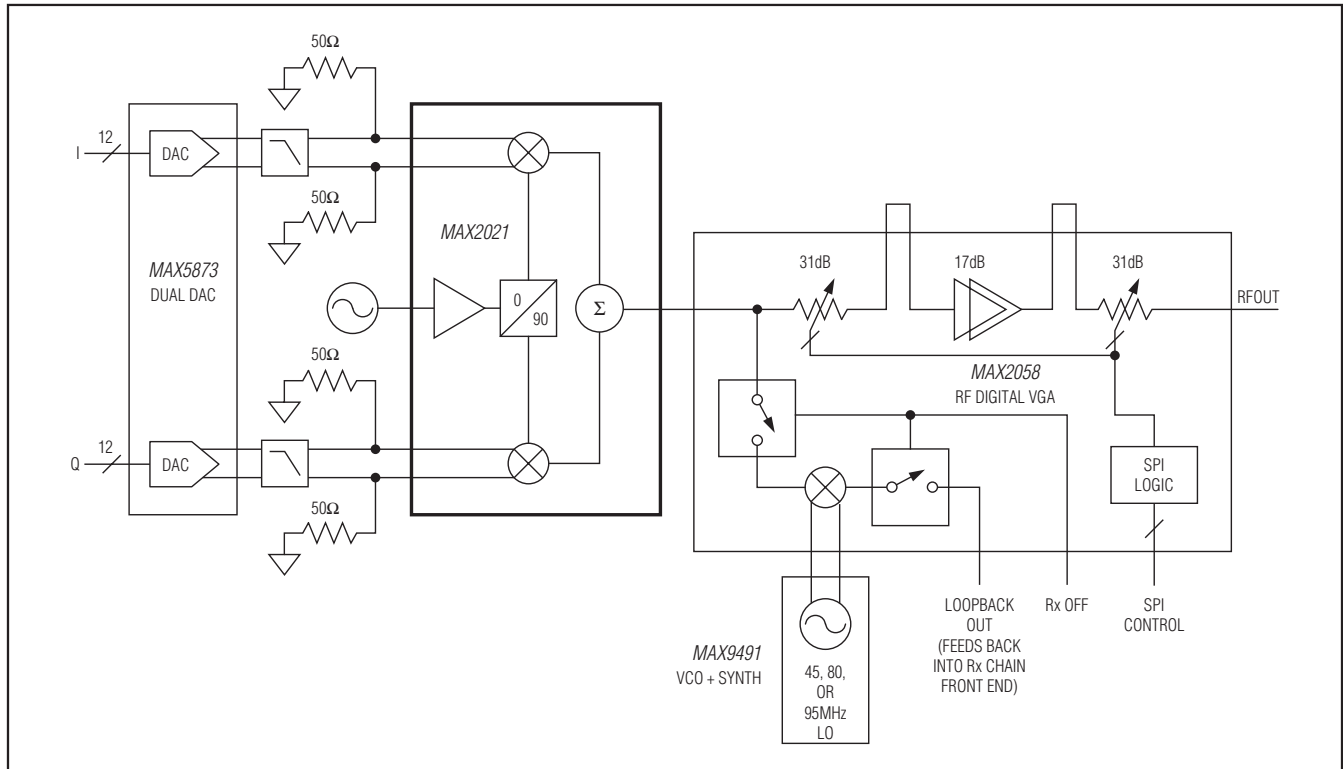 50Ω
12
I
DAC
50Ω
MAX5873
DUAL DAC
MAX2021
0
90
Σ
50Ω
12
Q
DAC
50Ω
31dB
17dB
31dB
RFOUT
MAX2058
RF DIGITAL VGA
SPI
LOGIC
MAX9491
VCO + SYNTH
45, 80,
OR
95MHz
LO
LOOPBACK
OUT
(FEEDS BACK
INTO Rx CHAIN
FRONT END)
Rx OFF
SPI
CONTROL